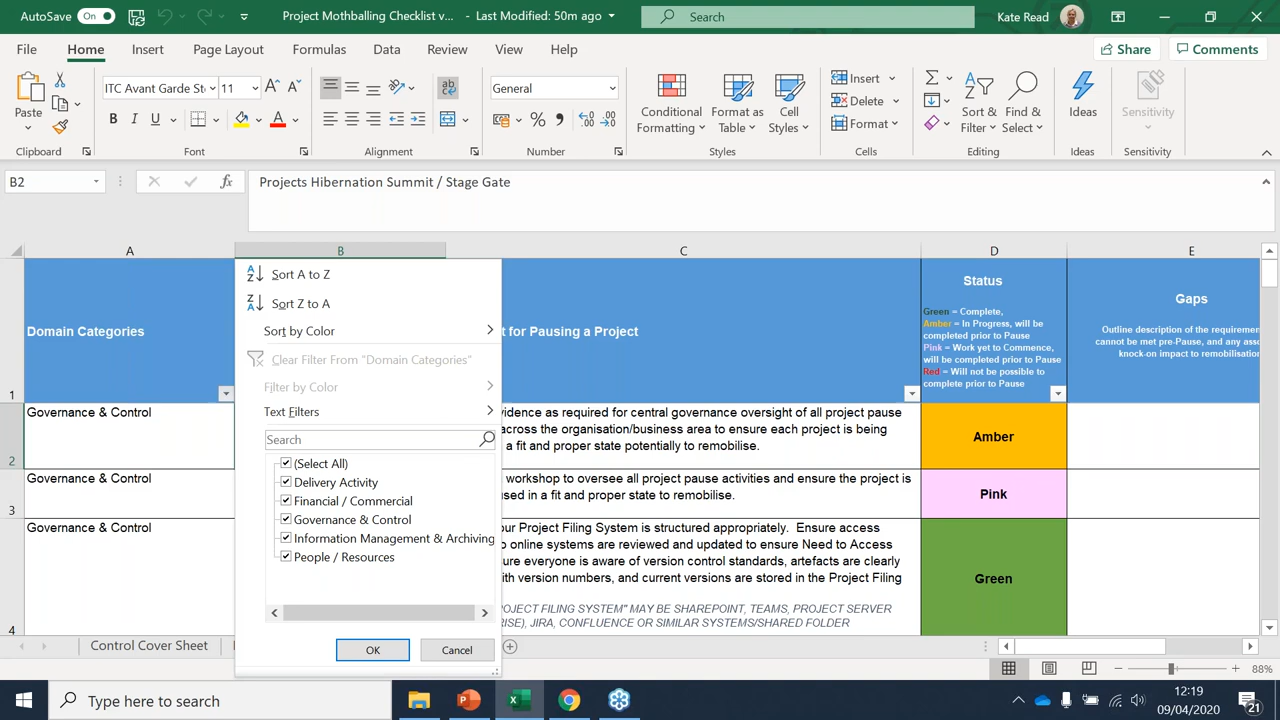 AutoSave On Project Mothballing Checklist v... - Last Modified: 50m ago Search Kate Read
File Home Insert Page Layout Formulas Data Review View Help Share Comments
ITC Avant Garde St 11 General
Paste
Conditional Formatting
Format as Table
Cell Styles
Insert
Delete
Format
Sort & Filter
Find & Select
Ideas
Sensitivity
Clipboard Font Alignment Number Styles Cells Editing Ideas Sensitivity
B2 fx Projects Hibernation Summit / Stage Gate
A B C D E
1
Domain Categories
t for Pausing a Project
Status
Green = Complete,
Amber = In Progress, will be
completed prior to Pause
Pink = Work yet to Commence,
will be completed prior to Pause
Red = Will not be possible to
complete prior to Pause
Gaps
Outline description of the requiremen
cannot be met pre-Pause, and any asso
knock-on impact to remobilisation
Sort A to Z
Sort Z to A
Sort by Color
Clear Filter From "Domain Categories"
Filter by Color
Text Filters
Search
(Select All)
Delivery Activity
Financial / Commercial
Governance & Control
Information Management & Archiving
People / Resources
OK Cancel
2
Governance & Control
vidence as required for central governance oversight of all project pause
across the organisation/business area to ensure each project is being
a fit and proper state potentially to remobilise.
Amber
3
Governance & Control
workshop to oversee all project pause activities and ensure the project is
used in a fit and proper state to remobilise.
Pink
4
Governance & Control
our Project Filing System is structured appropriately. Ensure access
o online systems are reviewed and updated to ensure Need to Access
ure everyone is aware of version control standards, artefacts are clearly
ith version numbers, and current versions are stored in the Project Filing
OJECT FILING SYSTEM" MAY BE SHAREPOINT, TEAMS, PROJECT SERVER
RISE), JIRA, CONFLUENCE OR SIMILAR SYSTEMS/SHARED FOLDER
Green
Control Cover Sheet
88%
Type here to search
12:19
09/04/2020
21